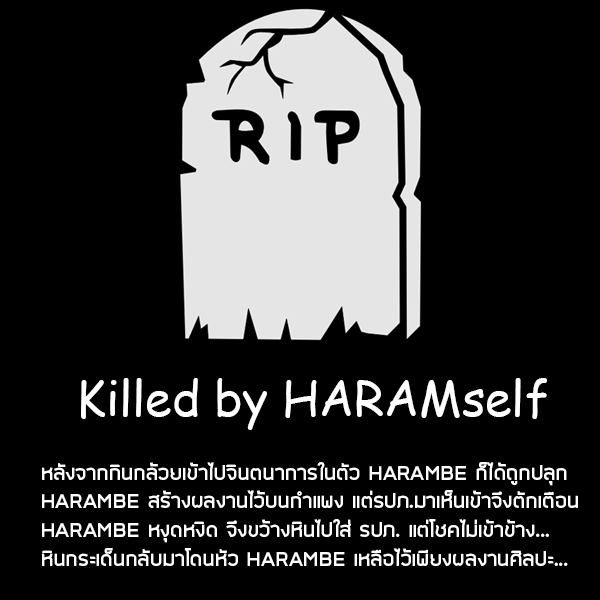 RIP
Killed by HARAMself
หลังจากกินกล้วยเข้าไปจินตนาการในตัว HARAMBE ก็ได้ถูกปลุก
HARAMBE สร้างผลงานไว้บนกำแพง แต่รปภ.มาเห็นเข้าจึงตักเตือน
HARAMBE หงุดหงิด จึงขว้างหินไปใส่ รปภ. แต่โชคไม่เข้าข้าง...
หินกระเด็นกลับมาโดนหัว HARAMBE เหลือไว้เพียงผลงานศิลปะ...